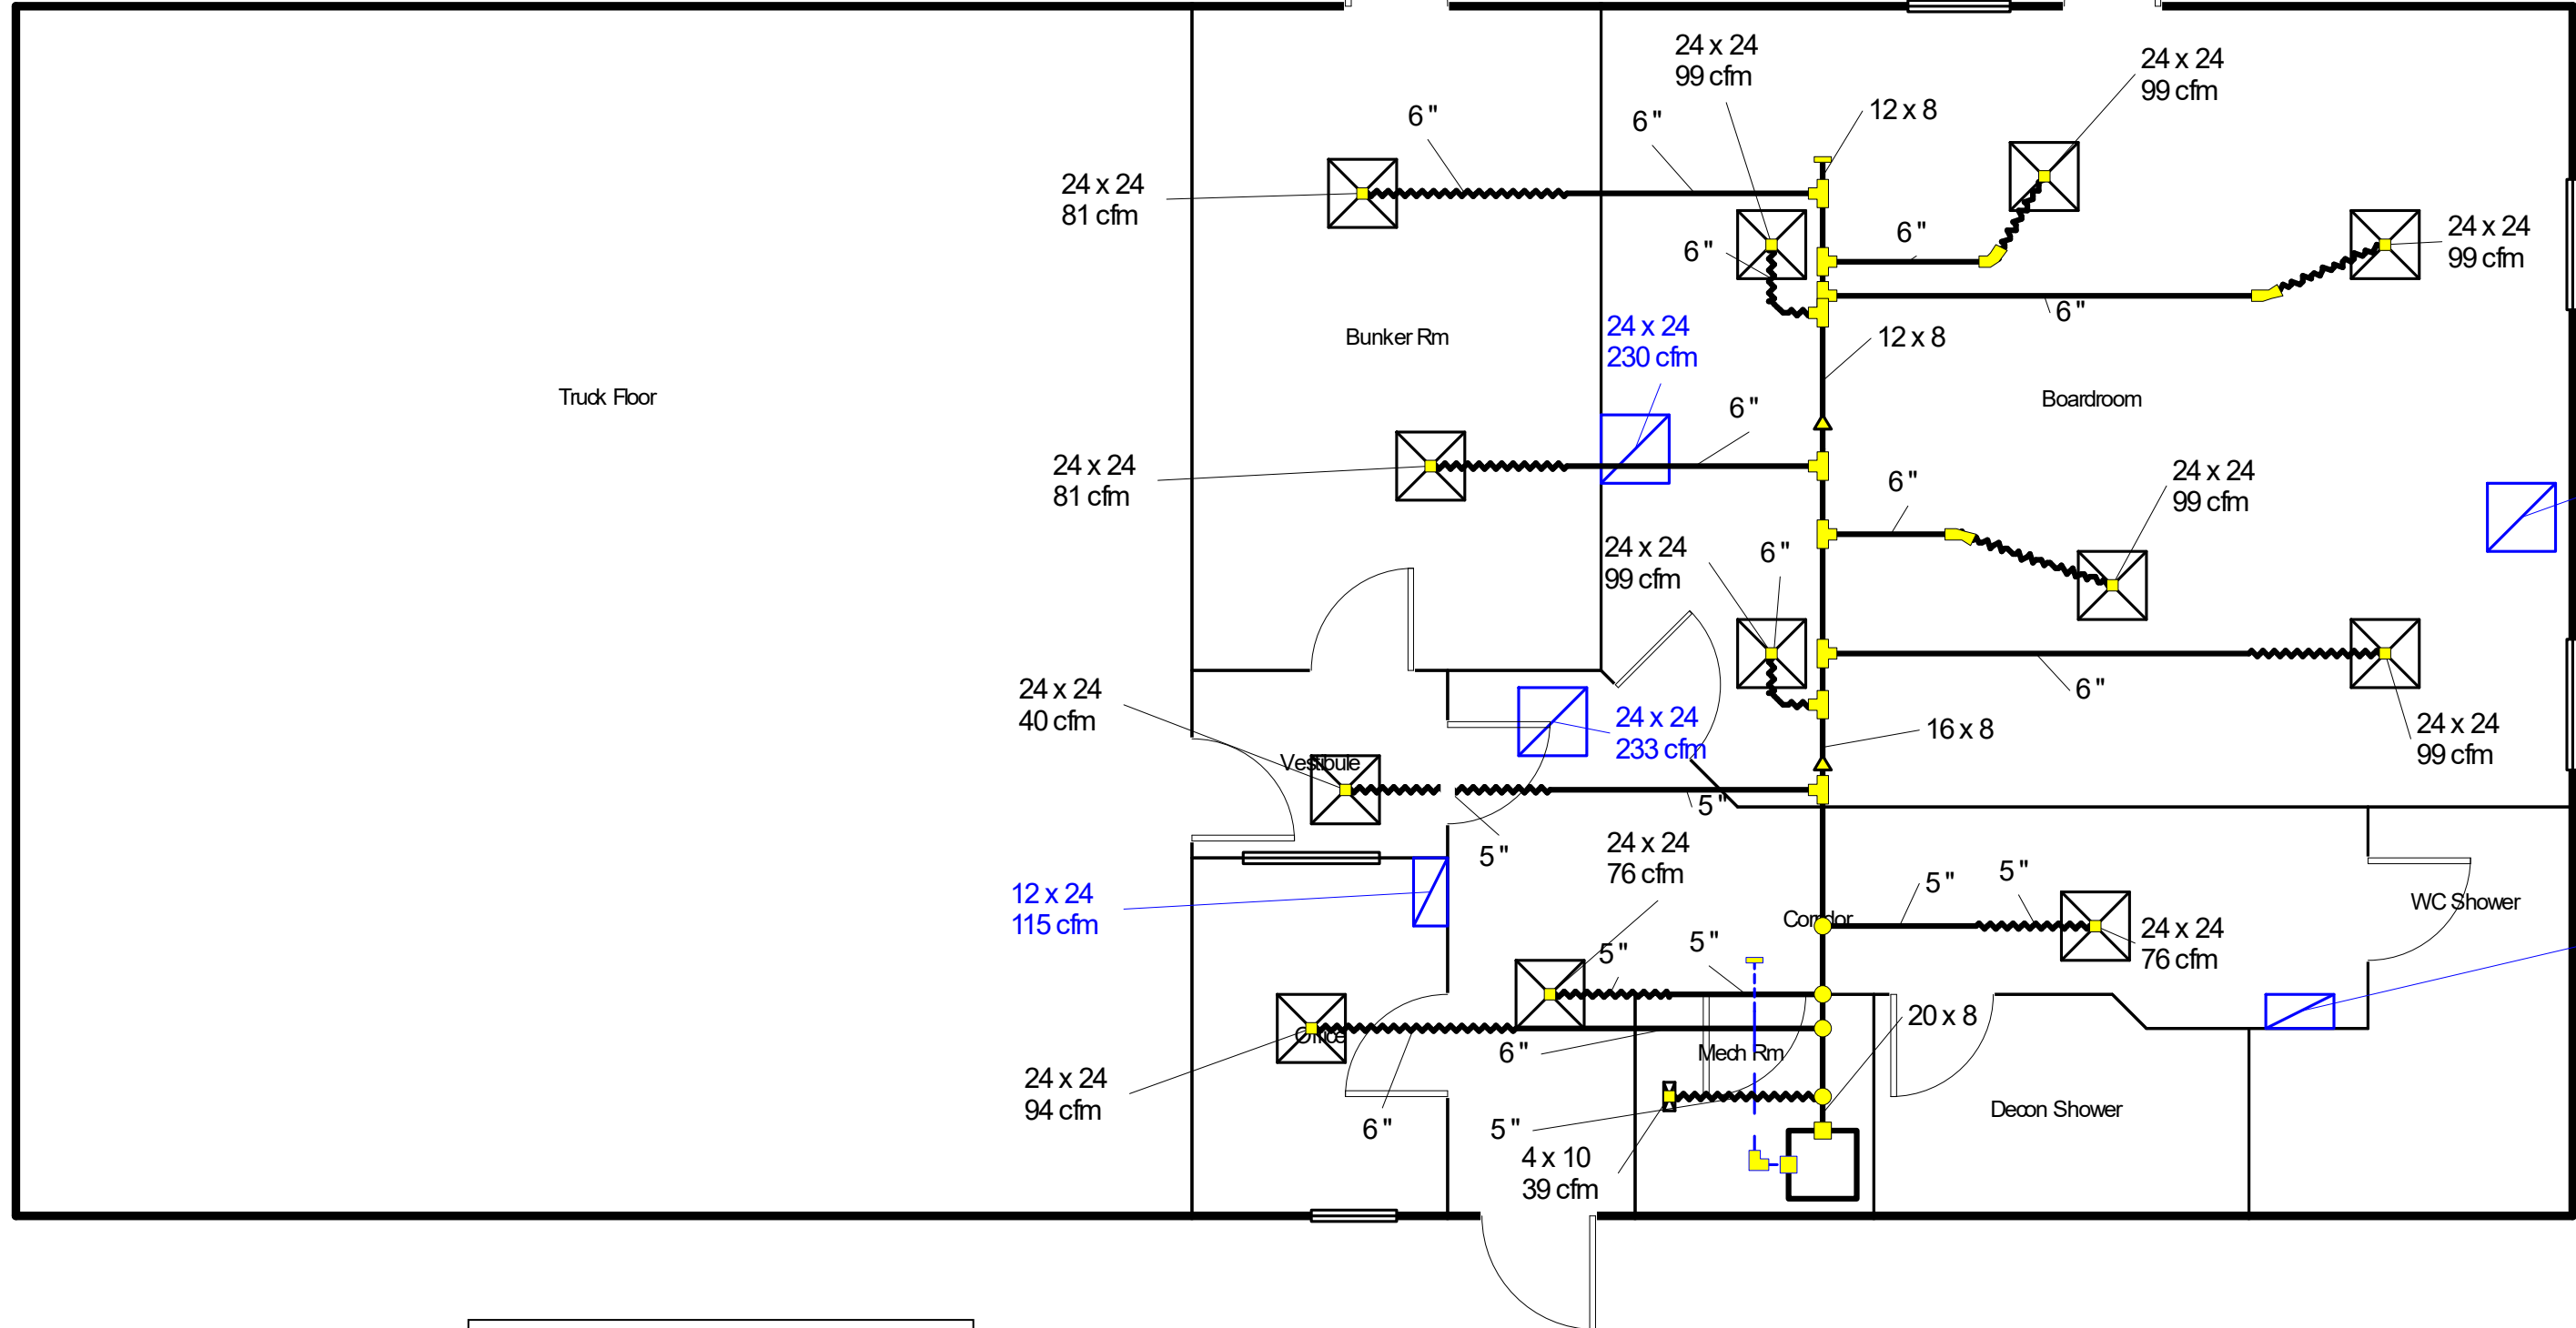 24 x 24
99 cfm
24 x 24
99 cfm
6 "
6 "
12 x 8
24 x 24
81 cfm
6 "
6 "
24 x 24
99 cfm
6 "
24 x 24
230 cfm
Bunker Rm
12 x 8
Truck Floor
Boardroom
6 "
24 x 24
81 cfm
6 "
24 x 24
99 cfm
24 x 24
99 cfm
6 "
24 x 24
40 cfm
6 "
24 x 24
233 cfm
16 x 8
24 x 24
99 cfm
Vestibule
5 "
5 "
24 x 24
76 cfm
12 x 24
115 cfm
5 "
5 "
WC Shower
Corridor
24 x 24
76 cfm
5 "
5 "
20 x 8
Office
6 "
Mech Rm
24 x 24
94 cfm
6 "
5 "
Decon Shower
4 x 10
39 cfm